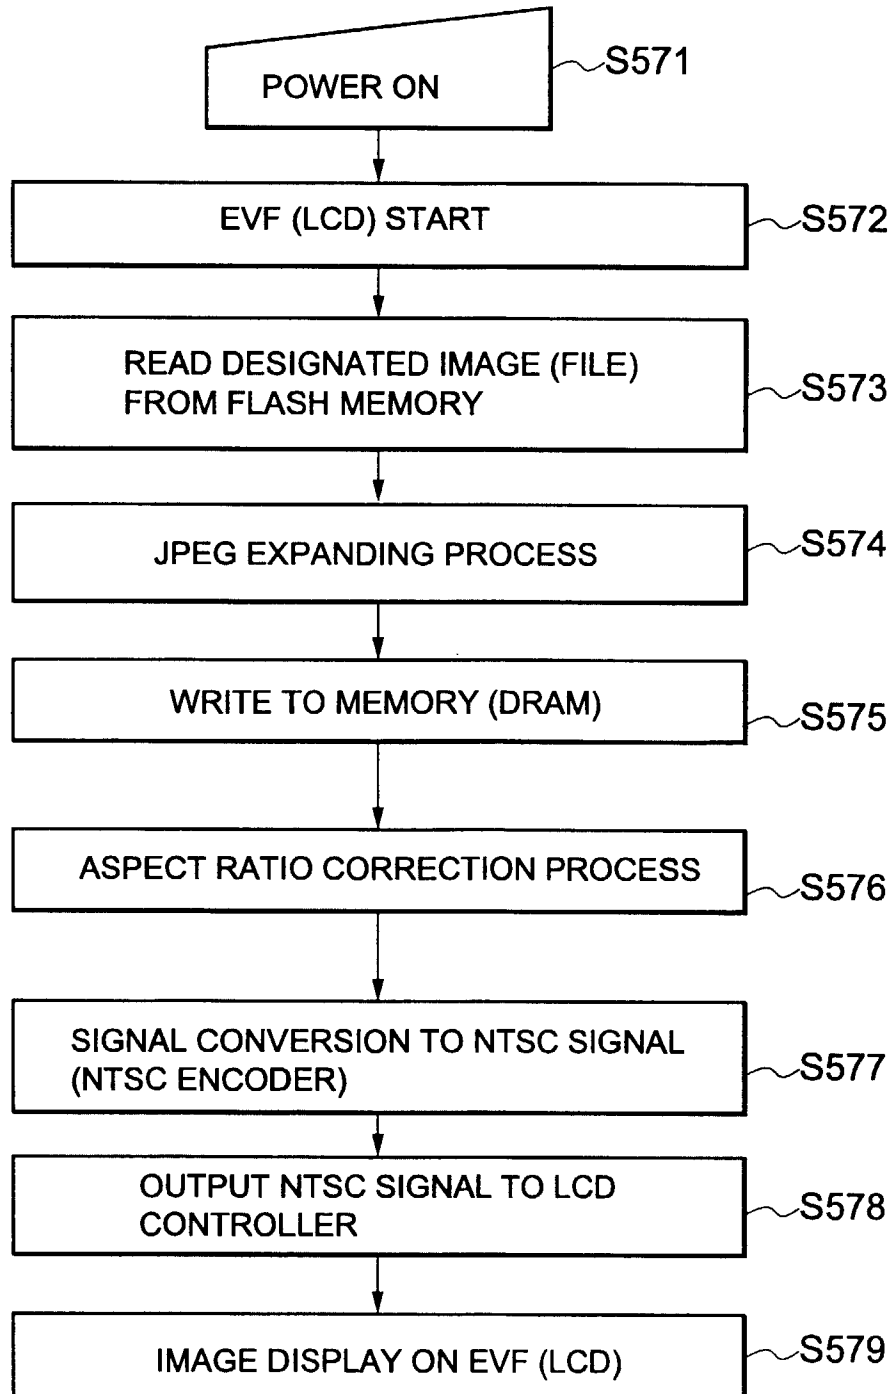 POWER ON
S571
EVF (LCD) START
S572
READ DESIGNATED IMAGE (FILE)
FROM FLASH MEMORY
S573
JPEG EXPANDING PROCESS
S574
WRITE TO MEMORY (DRAM)
S575
ASPECT RATIO CORRECTION PROCESS
S576
SIGNAL CONVERSION TO NTSC SIGNAL
(NTSC ENCODER)
S577
OUTPUT NTSC SIGNAL TO LCD
CONTROLLER
S578
IMAGE DISPLAY ON EVF (LCD)
S579